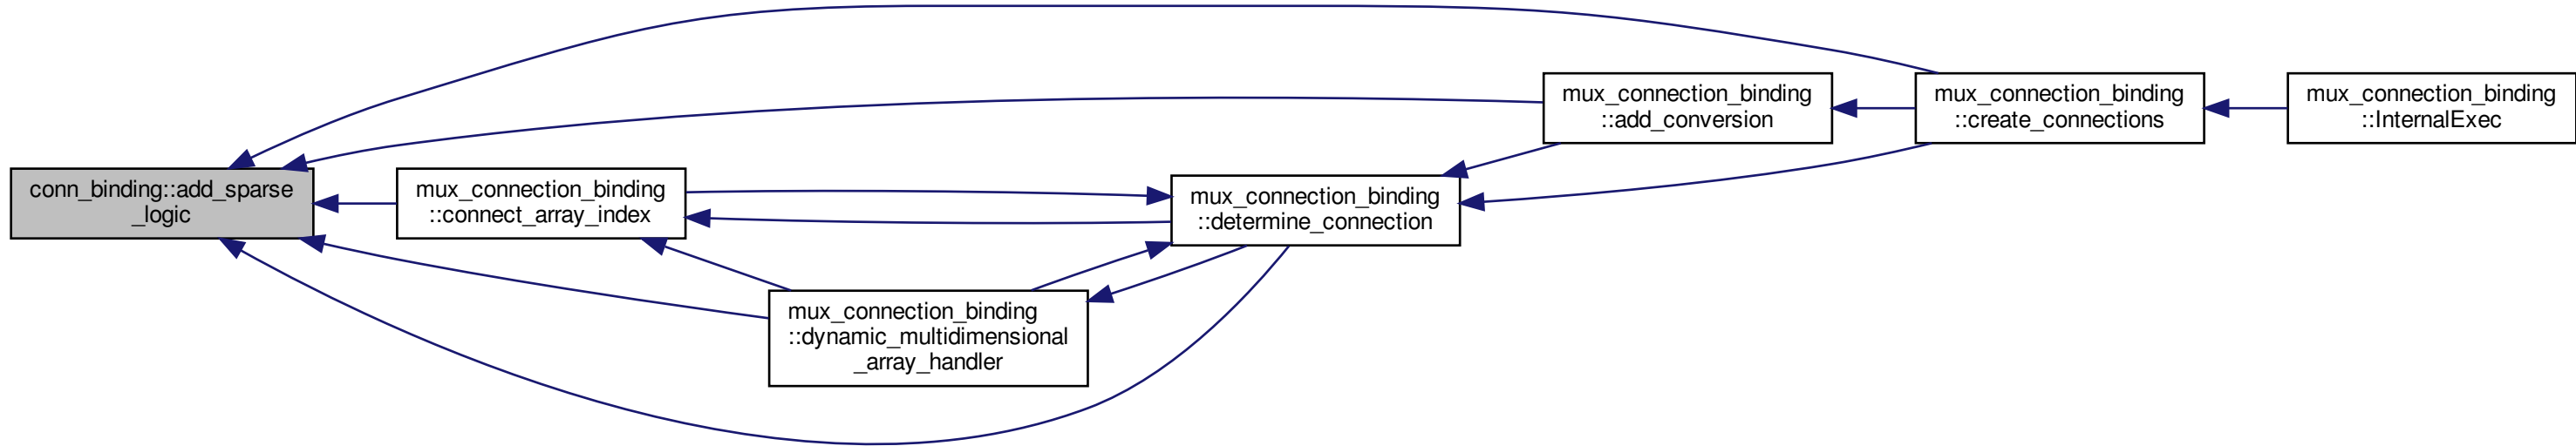 conn_binding::add_sparse
_logic
mux_connection_binding
::connect_array_index
mux_connection_binding
::dynamic_multidimensional
_array_handler
mux_connection_binding
::determine_connection
mux_connection_binding
::add_conversion
mux_connection_binding
::create_connections
mux_connection_binding
::InternalExec